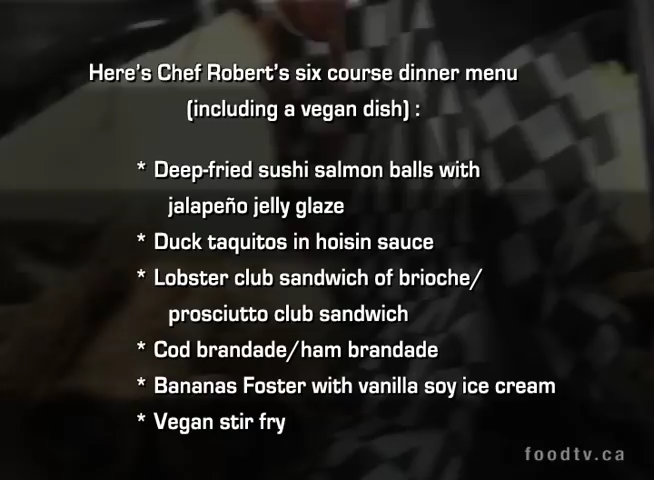 Here's Chef Robert's six course dinner menu
(including a vegan dish) :
* Deep-fried sushi salmon balls with
jalapeño jelly glaze
* Duck taquitos in hoisin sauce
* Lobster club sandwich of brioche/
prosciutto club sandwich
* Cod brandade/ham brandade
* Bananas Foster with vanilla soy ice cream
* Vegan stir fry
foodtv.ca